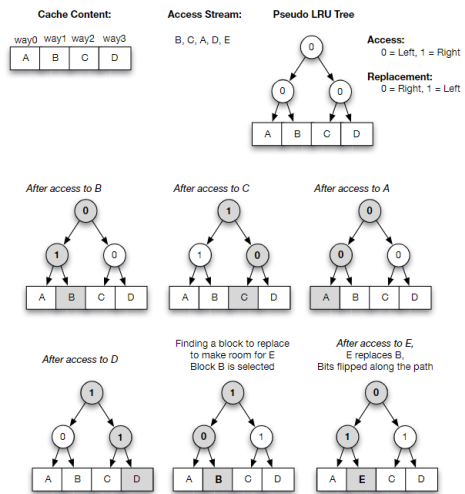 Cache Content:
Access Stream:
Pseudo LRU Tree
way0 way1 way2 way3
A B C D
B, C, A, D, E
0
0 0
A B C D
Access:
0 = Left, 1 = Right
Replacement:
0 = Right, 1 = Left
After access to B
0
1 0
A B C D
After access to C
1
1 0
A B C D
After access to A
0
0 0
A B C D
After access to D
1
0 1
A B C D
Finding a block to replace
to make room for E
Block B is selected
1
0 1
A B C D
After access to E,
E replaces B,
Bits flipped along the path
0
1 1
A E C D